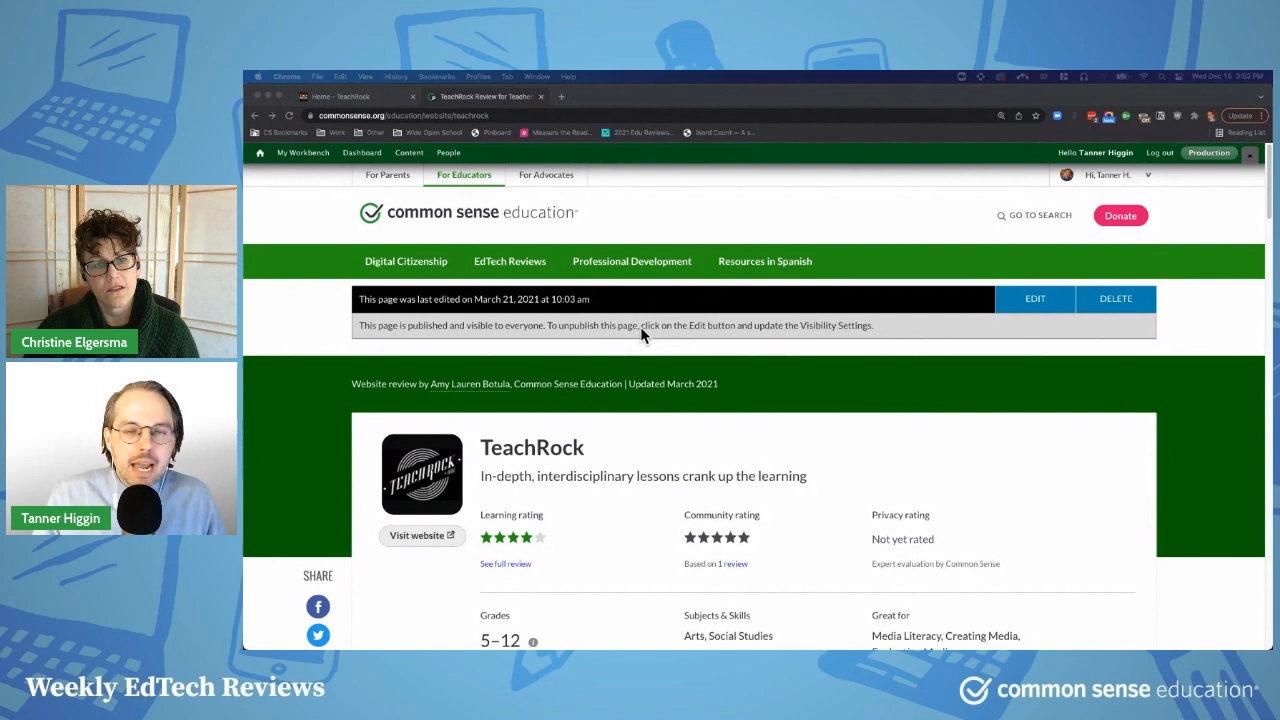 Chrome File Edit View History Bookmarks Profiles Tab Window Help
Wed Dec 15 3:52 PM
Home - TeachRock
TeachRock Review for Teache
commonsense.org/education/website/teachrock
Update
CS Bookmarks Work Other Wide Open School Pinboard Measure the Read... 2021 Edu Reviews... Word Count — A s...
Reading List
My Workbench Dashboard Content People
Hello Tanner Higgin Log out Production
For Parents For Educators For Advocates
Hi, Tanner H.
common sense education®
GO TO SEARCH
Donate
Digital Citizenship EdTech Reviews Professional Development Resources in Spanish
This page was last edited on March 21, 2021 at 10:03 am
EDIT DELETE
This page is published and visible to everyone. To unpublish this page, click on the Edit button and update the Visibility Settings.
Christine Elgersma
Website review by Amy Lauren Botula, Common Sense Education | Updated March 2021
TEACHROCK
.ORG
TeachRock
In-depth, interdisciplinary lessons crank up the learning
Learning rating Community rating Privacy rating
Tanner Higgin
Visit website
Not yet rated
See full review Based on 1 review Expert evaluation by Common Sense
SHARE
Grades Subjects & Skills Great for
5–12 Arts, Social Studies Media Literacy, Creating Media,
Weekly EdTech Reviews
common sense education®